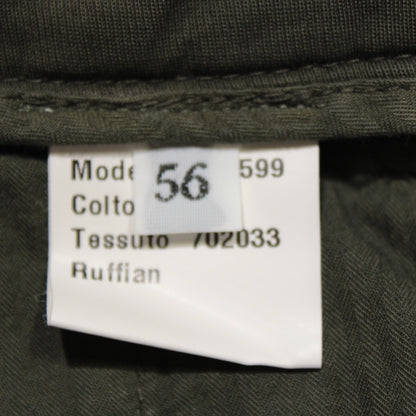 Mode 599
56
Colto
Tessuto 702033
Ruffian